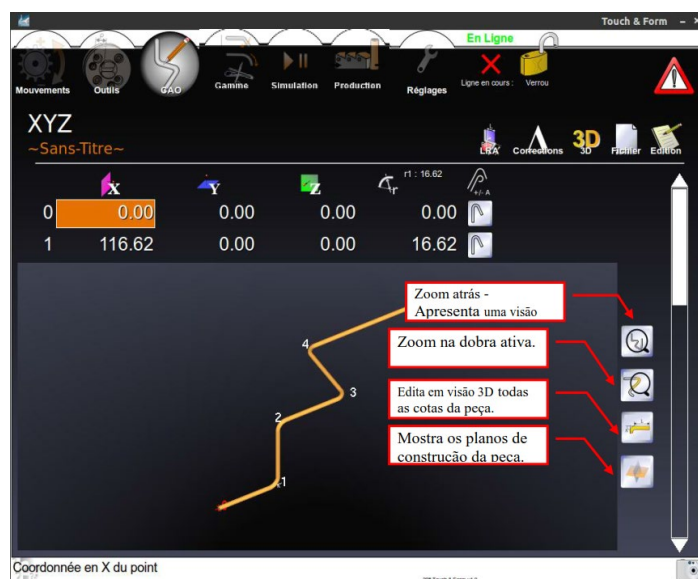 Touch & Form
En Ligne
Mouvements Outils CAO Gamme Simulation Production Réglages Ligne en cours : Verrou
XYZ
~Sans-Titre~
LRA Corrections 3D Fichier Edition
3D
X Y Z r r1 : 16.62 +/- A
0 0.00 0.00 0.00 0.00
1 116.62 0.00 0.00 16.62
Zoom atrás -
Apresenta uma visão
Zoom na dobra ativa.
4
3
Edita em visão 3D todas
as cotas da peça.
2
Mostra os planos de
construção da peça.
1
Coordonnée en X du point